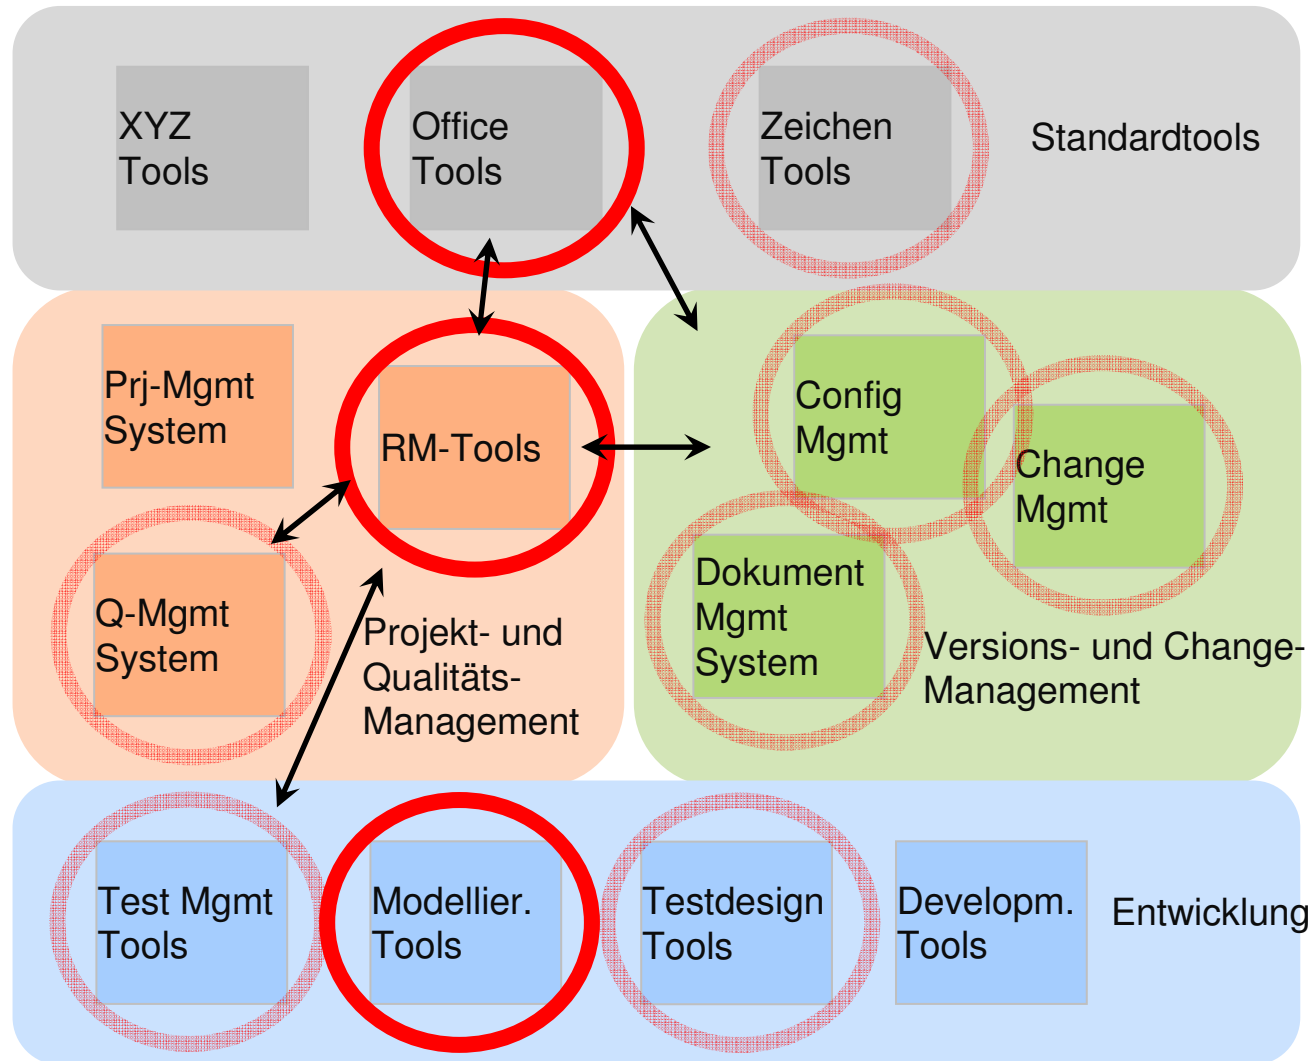 XYZ
Tools
Office
Tools
Zeichen
Tools
Standardtools
Prj-Mgmt
System
RM-Tools
Q-Mgmt
System
Projekt- und
Qualitäts-
Management
Config
Mgmt
Change
Mgmt
Dokument
Mgmt
System
Versions- und Change-
Management
Test Mgmt
Tools
Modellier.
Tools
Testdesign
Tools
Developm.
Tools
Entwicklung